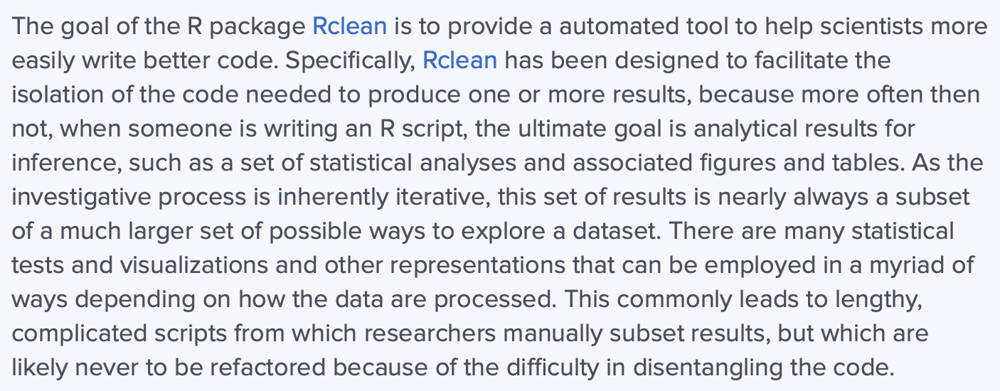 The goal of the R package Rclean is to provide a automated tool to help scientists more
easily write better code. Specifically, Rclean has been designed to facilitate the
isolation of the code needed to produce one or more results, because more often then
not, when someone is writing an R script, the ultimate goal is analytical results for
inference, such as a set of statistical analyses and associated figures and tables. As the
investigative process is inherently iterative, this set of results is nearly always a subset
of a much larger set of possible ways to explore a dataset. There are many statistical
tests and visualizations and other representations that can be employed in a myriad of
ways depending on how the data are processed. This commonly leads to lengthy,
complicated scripts from which researchers manually subset results, but which are
likely never to be refactored because of the difficulty in disentangling the code.